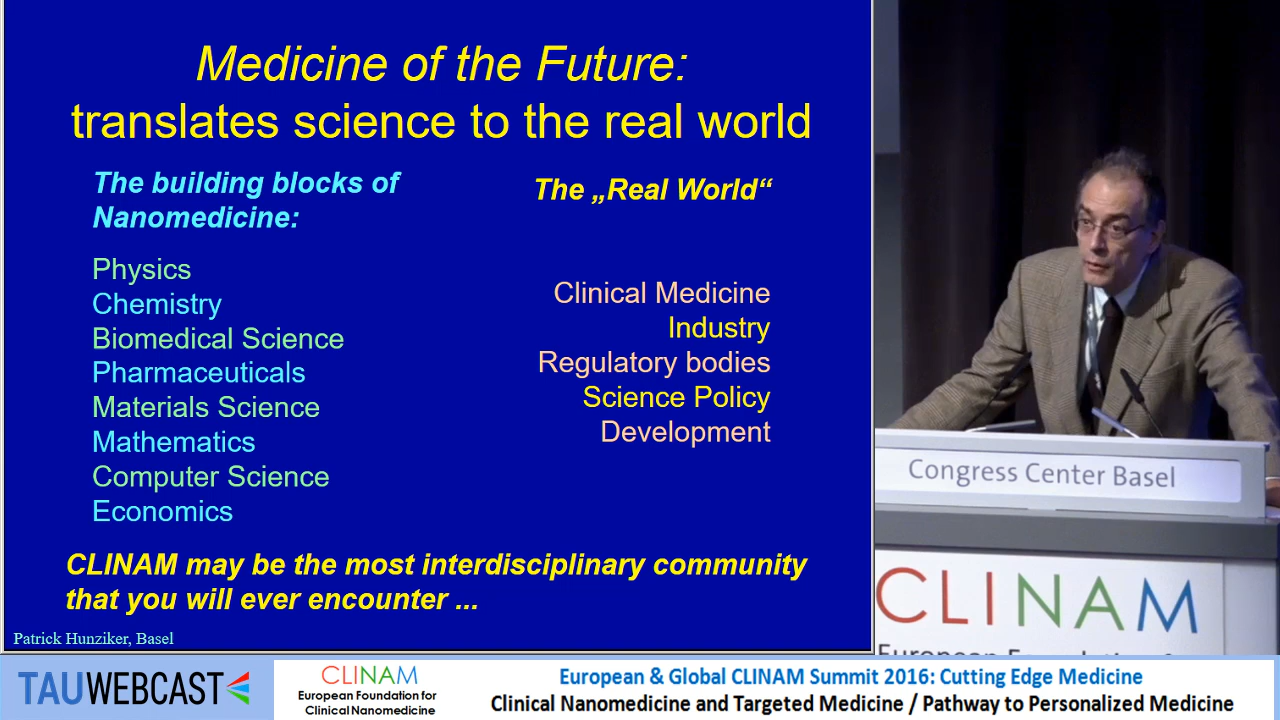 Medicine of the Future:
translates science to the real world
The building blocks of
Nanomedicine:
Physics
Chemistry
Biomedical Science
Pharmaceuticals
Materials Science
Mathematics
Computer Science
Economics
The „Real World“
Clinical Medicine
Industry
Regulatory bodies
Science Policy
Development
CLINAM may be the most interdisciplinary community
that you will ever encounter ...
Patrick Hunziker, Basel
Congress Center Basel
CLINAM
European Foundation
TAUWEBCAST
CLINAM
European Foundation for
Clinical Nanomedicine
European & Global CLINAM Summit 2016: Cutting Edge Medicine
Clinical Nanomedicine and Targeted Medicine / Pathway to Personalized Medicine